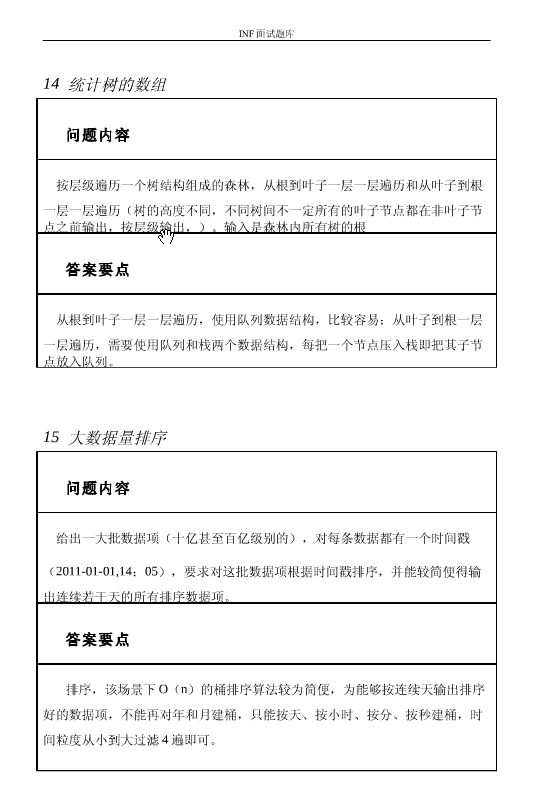 INF 面试题库
14 统计树的数组
问题内容
按层级遍历一个树结构组成的森林，从根到叶子一层一层遍历和从叶子到根
一层一层遍历（树的高度不同，不同树间不一定所有的叶子节点都在非叶子节
点之前输出，按层级输出，）。输入是森林内所有树的根
答案要点
从根到叶子一层一层遍历，使用队列数据结构，比较容易；从叶子到根一层
一层遍历，需要使用队列和栈两个数据结构，每把一个节点压入栈即把其子节
点放入队列。
15 大数据量排序
问题内容
给出一大批数据项（十亿甚至百亿级别的），对每条数据都有一个时间戳
（2011-01-01,14：05），要求对这批数据项根据时间戳排序，并能较简便得输
出连续若干天的所有排序数据项。
答案要点
排序，该场景下 O（n）的桶排序算法较为简便，为能够按连续天输出排序
好的数据项，不能再对年和月建桶，只能按天、按小时、按分、按秒建桶，时
间粒度从小到大过滤 4 遍即可。